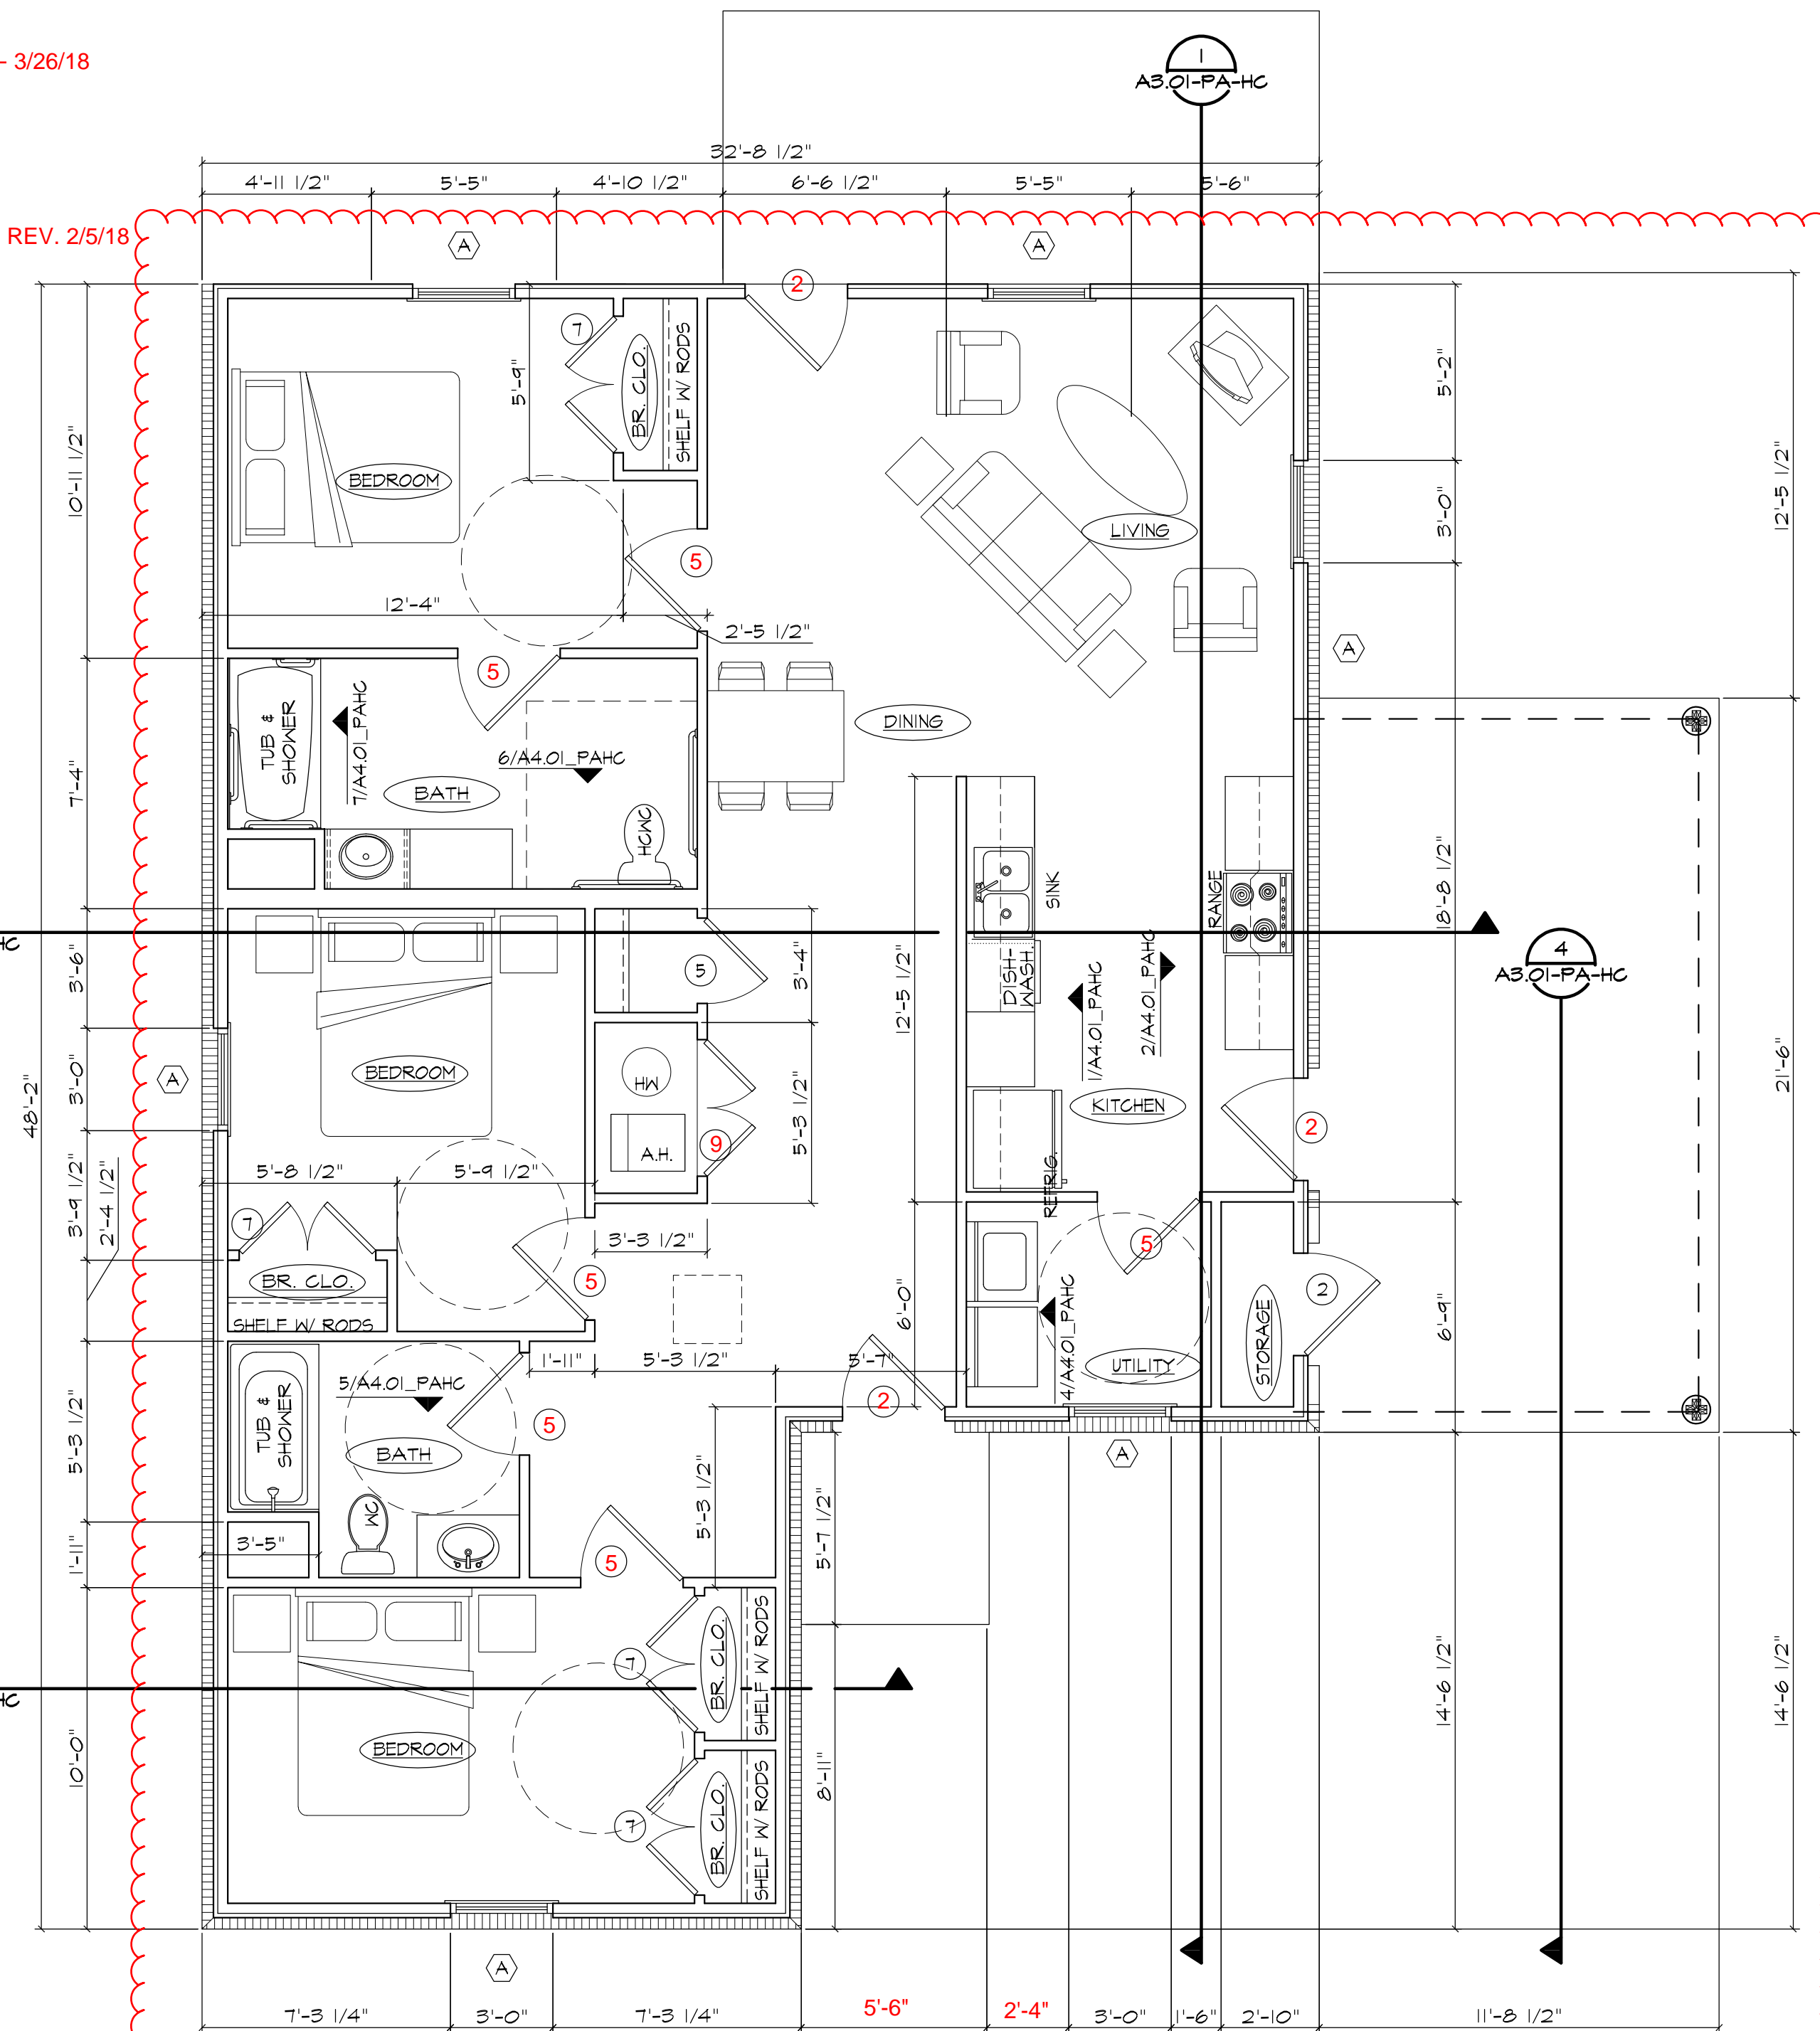 - 3/26/18
1
A3.01-PA-HC
32'-8 1/2"
4'-11 1/2"
5'-5"
4'-10 1/2"
6'-6 1/2"
5'-5"
5'-6"
REV. 2/5/18
A
A
2
7
BR. CLO.
SHELF W/ RODS
5'-9"
5'-2"
10'-11 1/2"
BEDROOM
12'-5 1/2"
3'-0"
LIVING
5
12'-4"
2'-5 1/2"
A
5
TUB &
SHOWER
7/A4.01_PAHC
6/A4.01_PAHC
DINING
7'-4"
BATH
HCWC
SINK
RANGE
18'-8 1/2"
HC
4
A3.01-PA-HC
3'-6"
5
3'-4"
12'-5 1/2"
DISH-
WASH.
1/A4.01_PAHC
2/A4.01_PAHC
48'-2"
3'-0"
A
BEDROOM
HW
A.H.
9
5'-3 1/2"
KITCHEN
2
21'-6"
REFRIG.
5'-8 1/2"
5'-9 1/2"
3'-9 1/2"
2'-4 1/2"
7
3'-3 1/2"
5
BR. CLO.
SHELF W/ RODS
5
6'-0"
4/A4.01_PAHC
UTILITY
STORAGE
2
6'-9"
1'-11"
5'-3 1/2"
5'-7"
5/A4.01_PAHC
TUB &
SHOWER
5'-3 1/2"
BATH
5
2
A
WC
5'-3 1/2"
5'-7 1/2"
3'-5"
1'-11"
5
BR. CLO.
SHELF W/ RODS
7
14'-6 1/2"
14'-6 1/2"
HC
BEDROOM
10'-0"
8'-11"
7
BR. CLO.
SHELF W/ RODS
A
7'-3 1/4"
3'-0"
7'-3 1/4"
5'-6"
2'-4"
3'-0"
1'-6"
2'-10"
11'-8 1/2"